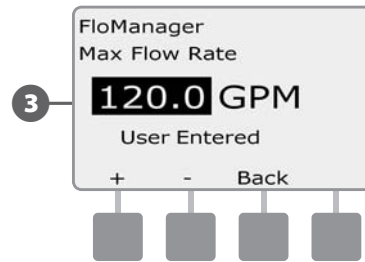 FloManager
Max Flow Rate
3
120.0 GPM
User Entered
+ - Back